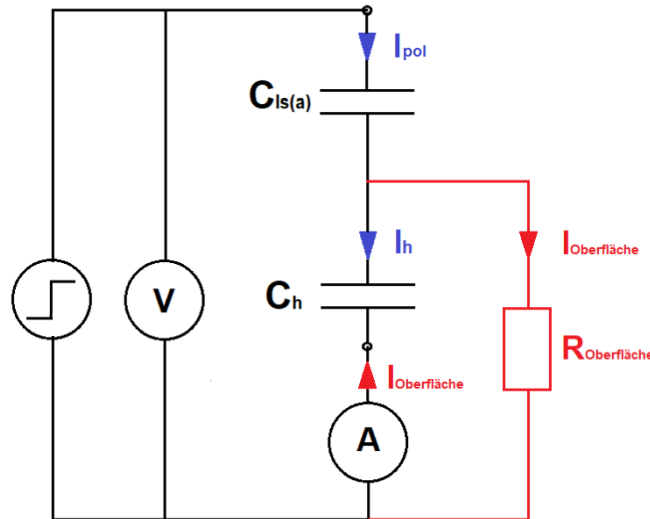 Ipol
Cls(a)
Ih
IOberfläche
V
Ch
ROberfläche
IOberfläche
A